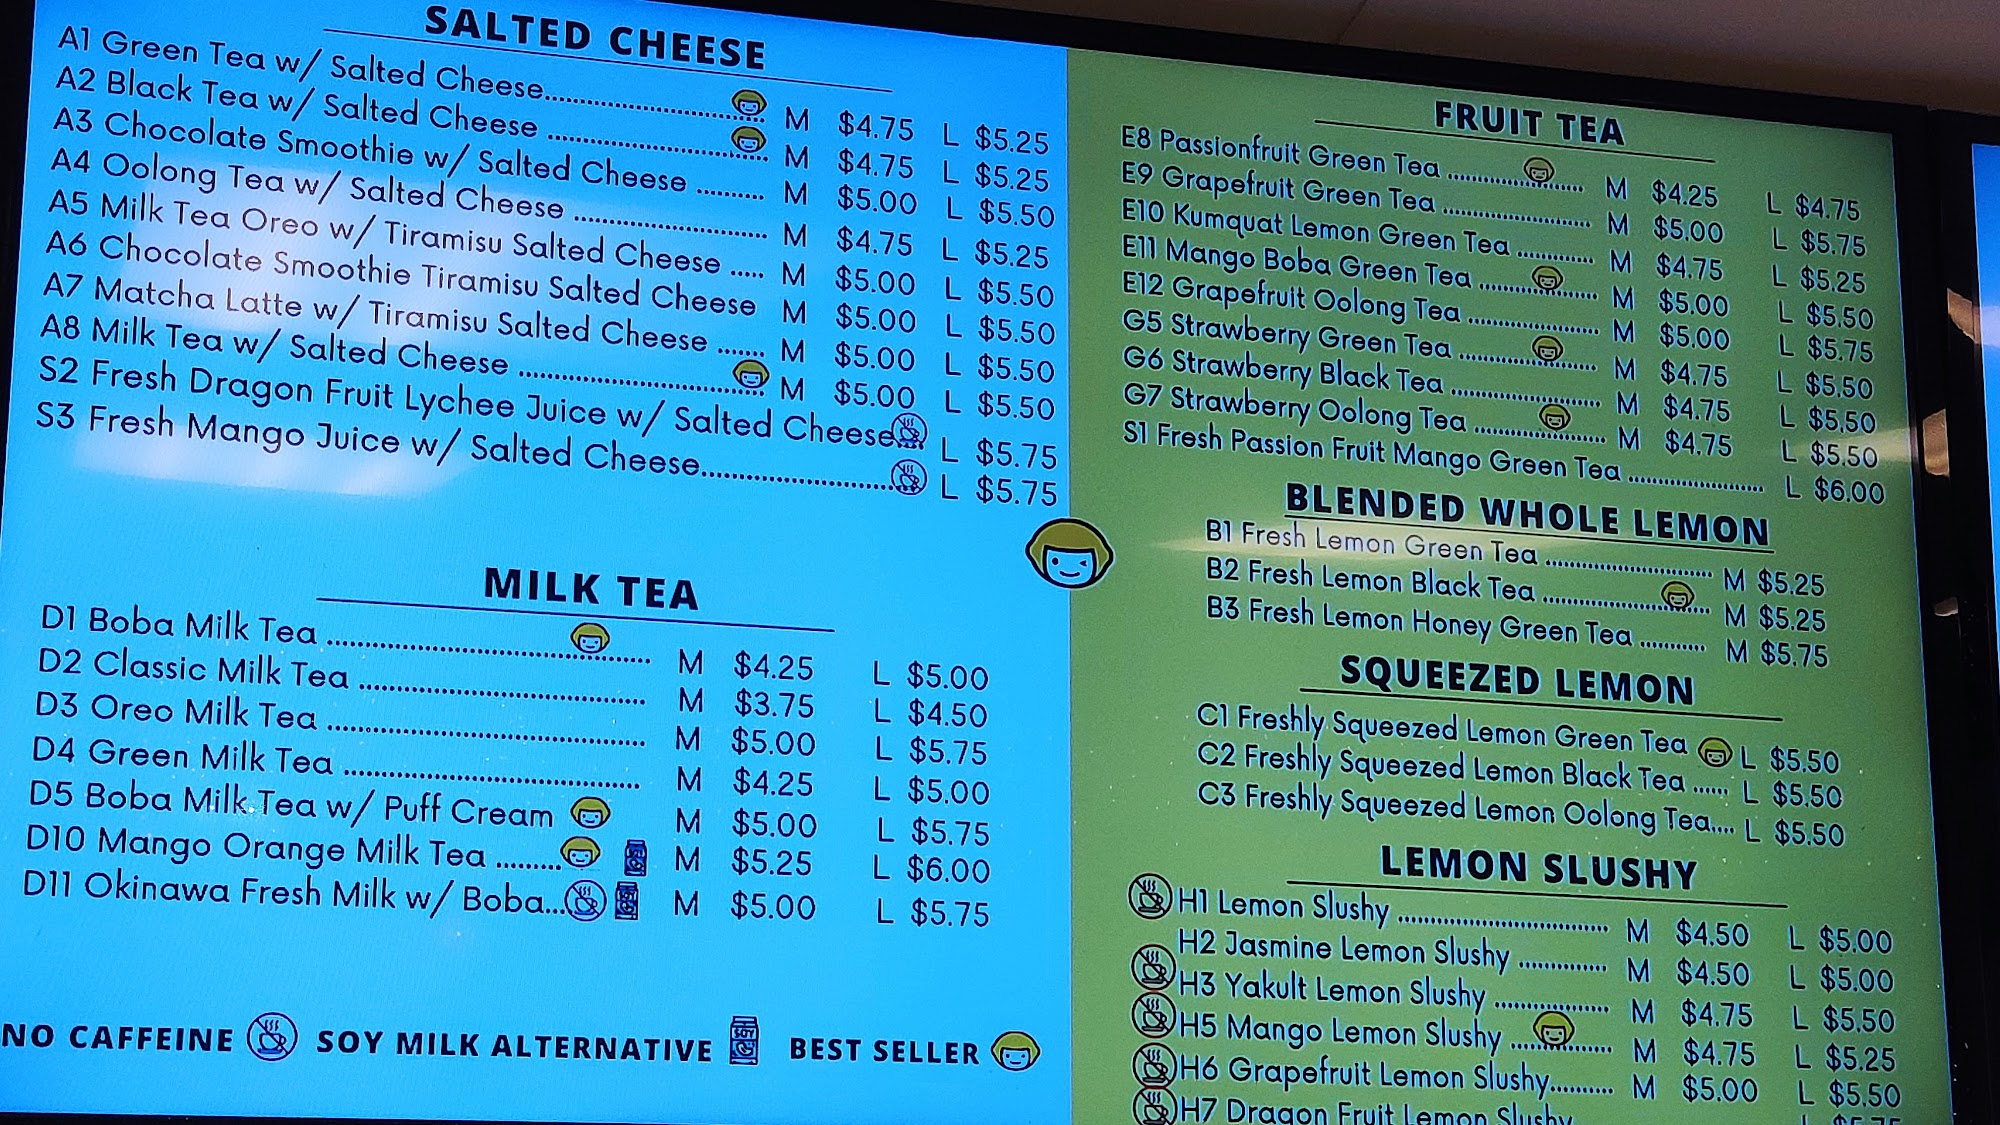 SALTED CHEESE
A1 Green Tea w/ Salted Cheese.......... M $4.75 L $5.25
A2 Black Tea w/ Salted Cheese .......... M $4.75 L $5.25
A3 Chocolate Smoothie w/ Salted Cheese .......... M $5.00 L $5.50
A4 Oolong Tea w/ Salted Cheese .......... M $4.75 L $5.25
A5 Milk Tea Oreo w/ Tiramisu Salted Cheese ..... M $5.00 L $5.50
A6 Chocolate Smoothie Tiramisu Salted Cheese M $5.00 L $5.50
A7 Matcha Latte w/ Tiramisu Salted Cheese ....... M $5.00 L $5.50
A8 Milk Tea w/ Salted Cheese .......... M $5.00 L $5.50
S2 Fresh Dragon Fruit Lychee Juice w/ Salted Cheese... L $5.75
S3 Fresh Mango Juice w/ Salted Cheese.......... L $5.75
MILK TEA
D1 Boba Milk Tea .......... M $4.25 L $5.00
D2 Classic Milk Tea .......... M $3.75 L $4.50
D3 Oreo Milk Tea .......... M $5.00 L $5.75
D4 Green Milk Tea .......... M $4.25 L $5.00
D5 Boba Milk Tea w/ Puff Cream M $5.00 L $5.75
D10 Mango Orange Milk Tea ......... M $5.25 L $6.00
D11 Okinawa Fresh Milk w/ Boba... M $5.00 L $5.75
NO CAFFEINE SOY MILK ALTERNATIVE SOY BEST SELLER
FRUIT TEA
E8 Passionfruit Green Tea .......... M $4.25 L $4.75
E9 Grapefruit Green Tea .......... M $5.00 L $5.75
E10 Kumquat Lemon Green Tea .......... M $4.75 L $5.25
E11 Mango Boba Green Tea .......... M $5.00 L $5.50
E12 Grapefruit Oolong Tea .......... M $5.00 L $5.75
G5 Strawberry Green Tea .......... M $4.75 L $5.50
G6 Strawberry Black Tea .......... M $4.75 L $5.50
G7 Strawberry Oolong Tea .......... M $4.75 L $5.50
S1 Fresh Passion Fruit Mango Green Tea .......... L $6.00
BLENDED WHOLE LEMON
B1 Fresh Lemon Green Tea .......... M $5.25
B2 Fresh Lemon Black Tea .......... M $5.25
B3 Fresh Lemon Honey Green Tea .......... M $5.75
SQUEEZED LEMON
C1 Freshly Squeezed Lemon Green Tea L $5.50
C2 Freshly Squeezed Lemon Black Tea ...... L $5.50
C3 Freshly Squeezed Lemon Oolong Tea.... L $5.50
LEMON SLUSHY
H1 Lemon Slushy .......... M $4.50 L $5.00
H2 Jasmine Lemon Slushy .......... M $4.50 L $5.00
H3 Yakult Lemon Slushy .......... M $4.75 L $5.50
H5 Mango Lemon Slushy .......... M $4.75 L $5.25
H6 Grapefruit Lemon Slushy.......... M $5.00 L $5.50
H7 Dragon Fruit Lemon Slushy